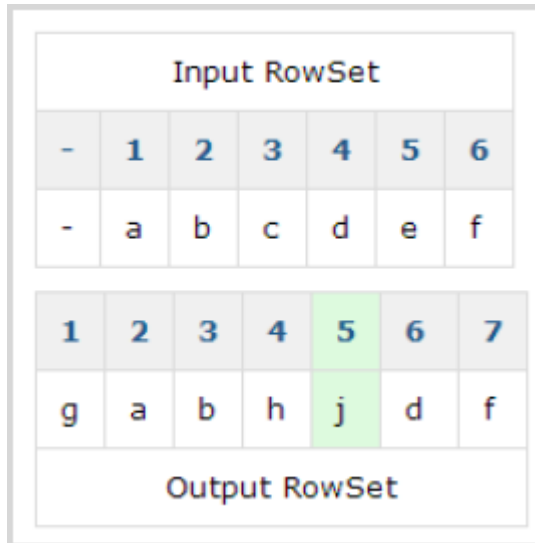 Input RowSet
- 1 2 3 4 5 6
- a b c d e f
1 2 3 4 5 6 7
g a b h j d f
Output RowSet